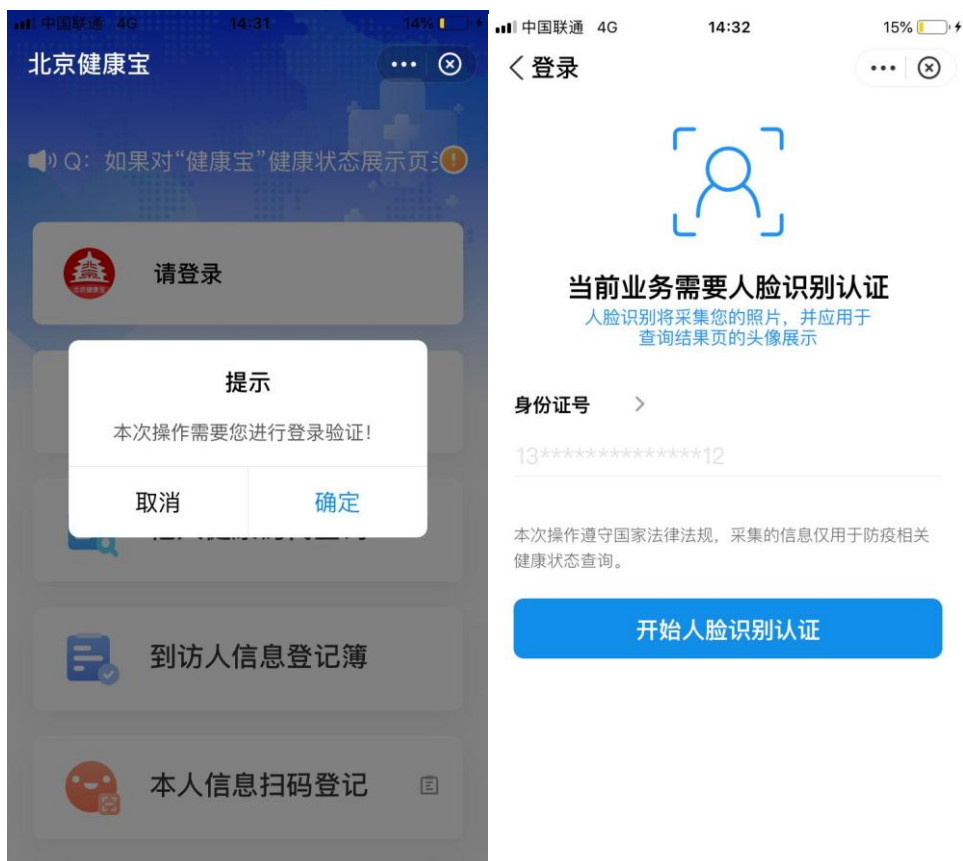 中国联通 4G 14:31 14%
北京健康宝
Q：如果对“健康宝”健康状态展示页
请登录
北京健康宝
提示
本次操作需要您进行登录验证！
取消 确定
到访人信息登记簿
本人信息扫码登记
中国联通 4G 14:32 15%
登录
当前业务需要人脸识别认证
人脸识别将采集您的照片，并应用于
查询结果页的头像展示
身份证号
13**************12
本次操作遵守国家法律法规，采集的信息仅用于防疫相关
健康状态查询。
开始人脸识别认证